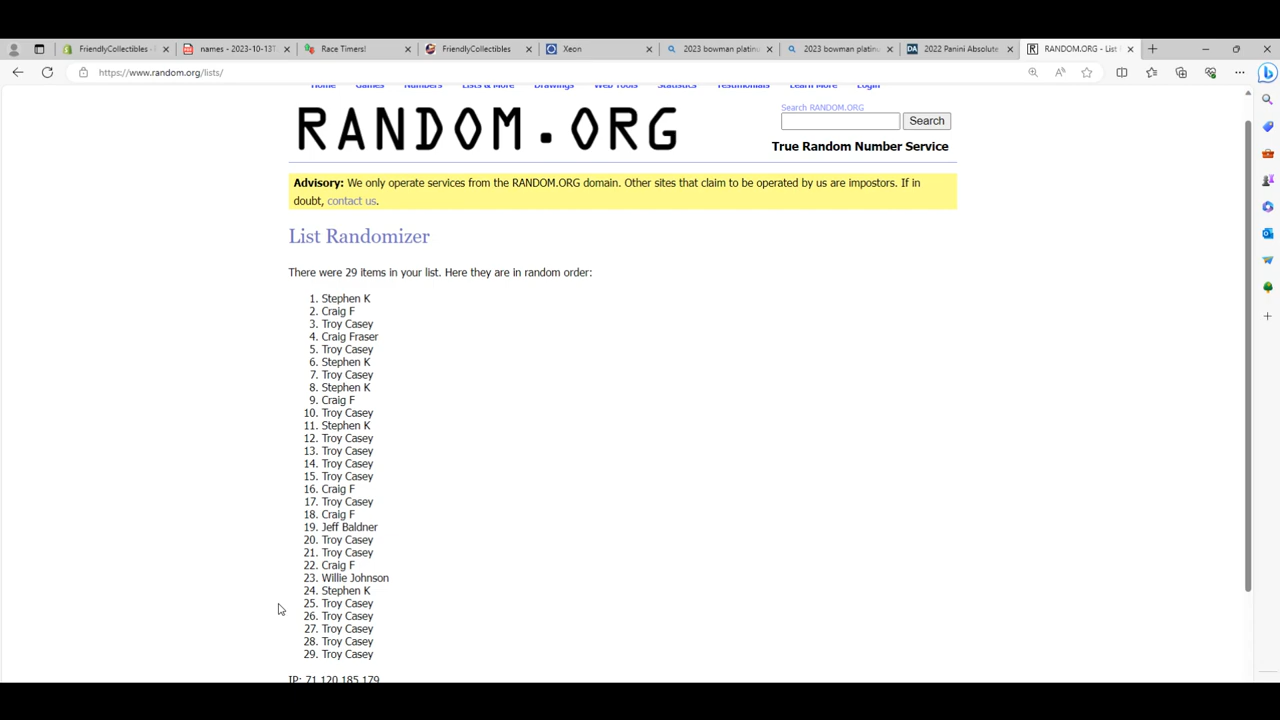 FriendlyCollectibles -
names - 2023-10-13T
Race Timers!
FriendlyCollectibles
Xeon
2023 bowman platinu
2023 bowman platinu
2022 Panini Absolute
RANDOM.ORG - List
https://www.random.org/lists/
Home Games Numbers Lists & More Drawings Web Tools Statistics Testimonials Learn More Login
RANDOM.ORG
Search RANDOM.ORG
Search
True Random Number Service
Advisory: We only operate services from the RANDOM.ORG domain. Other sites that claim to be operated by us are impostors. If in
doubt, contact us.
List Randomizer
There were 29 items in your list. Here they are in random order:
1. Stephen K
2. Craig F
3. Troy Casey
4. Craig Fraser
5. Troy Casey
6. Stephen K
7. Troy Casey
8. Stephen K
9. Craig F
10. Troy Casey
11. Stephen K
12. Troy Casey
13. Troy Casey
14. Troy Casey
15. Troy Casey
16. Craig F
17. Troy Casey
18. Craig F
19. Jeff Baldner
20. Troy Casey
21. Troy Casey
22. Craig F
23. Willie Johnson
24. Stephen K
25. Troy Casey
26. Troy Casey
27. Troy Casey
28. Troy Casey
29. Troy Casey
IP: 71.120.185.179